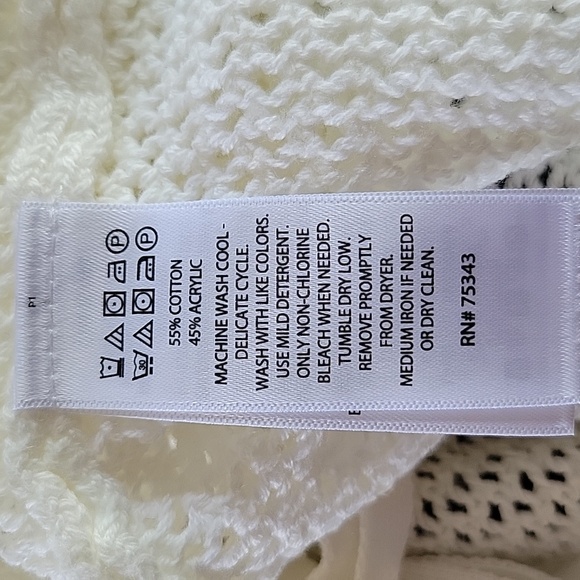 P
P
30
55% COTTON
45% ACRYLIC
MACHINE WASH COOL -
DELICATE CYCLE.
WASH WITH LIKE COLORS.
USE MILD DETERGENT.
ONLY NON-CHLORINE
BLEACH WHEN NEEDED.
TUMBLE DRY LOW.
REMOVE PROMPTLY
FROM DRYER.
MEDIUM IRON IF NEEDED
OR DRY CLEAN.
RN# 75343
P1